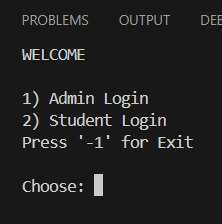 PROBLEMS OUTPUT
WELCOME
1) Admin Login
2) Student Login
Press '-1' for Exit
Choose: